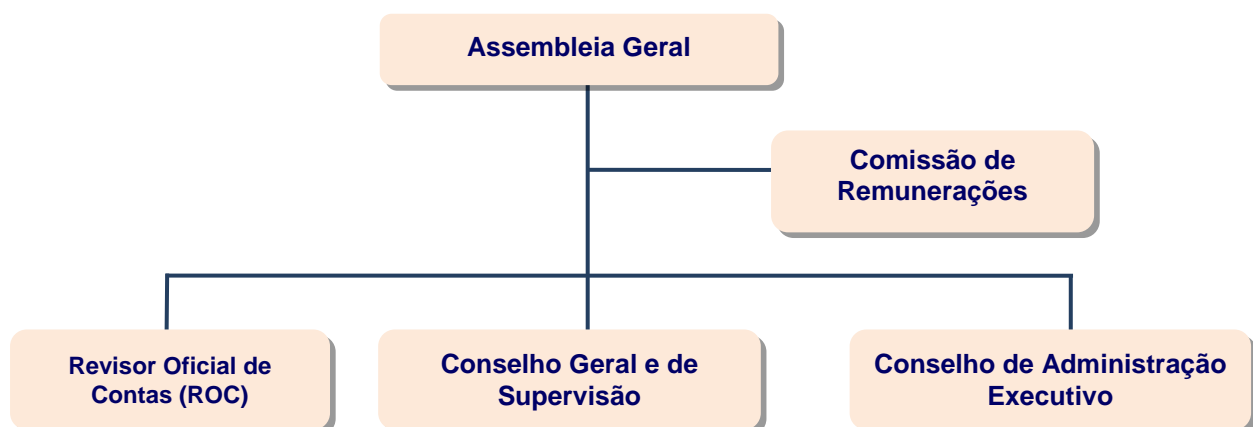 Assembleia Geral
Comissão de
Remunerações
Revisor Oficial de
Contas (ROC)
Conselho Geral e de
Supervisão
Conselho de Administração
Executivo